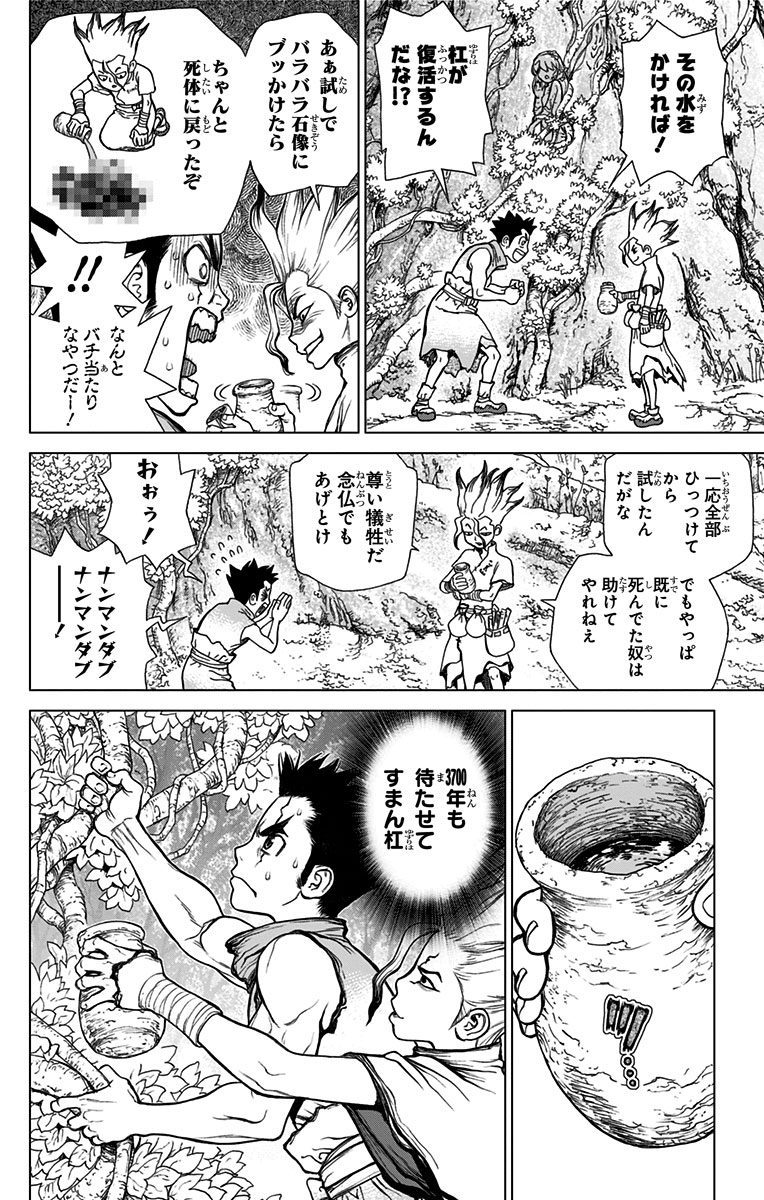 その水を
かければ！
杠が
復活するん
だな!?
あぁ試しで
バラバラ石像に
ブッかけたら
ちゃんと
死体に戻ったぞ
!!
なんと
バチ当たり
なやつだー！
一応全部
ひっつけて
から
試したん
だがな
でもやっぱ
既に
死んでた奴は
助けて
やれねえ
尊い犠牲だ
念仏でも
あげとけ
おぉう！
ナンマンダブ
ナンマンダブ
――！
!!!…
3700年も
待たせて
すまん杠